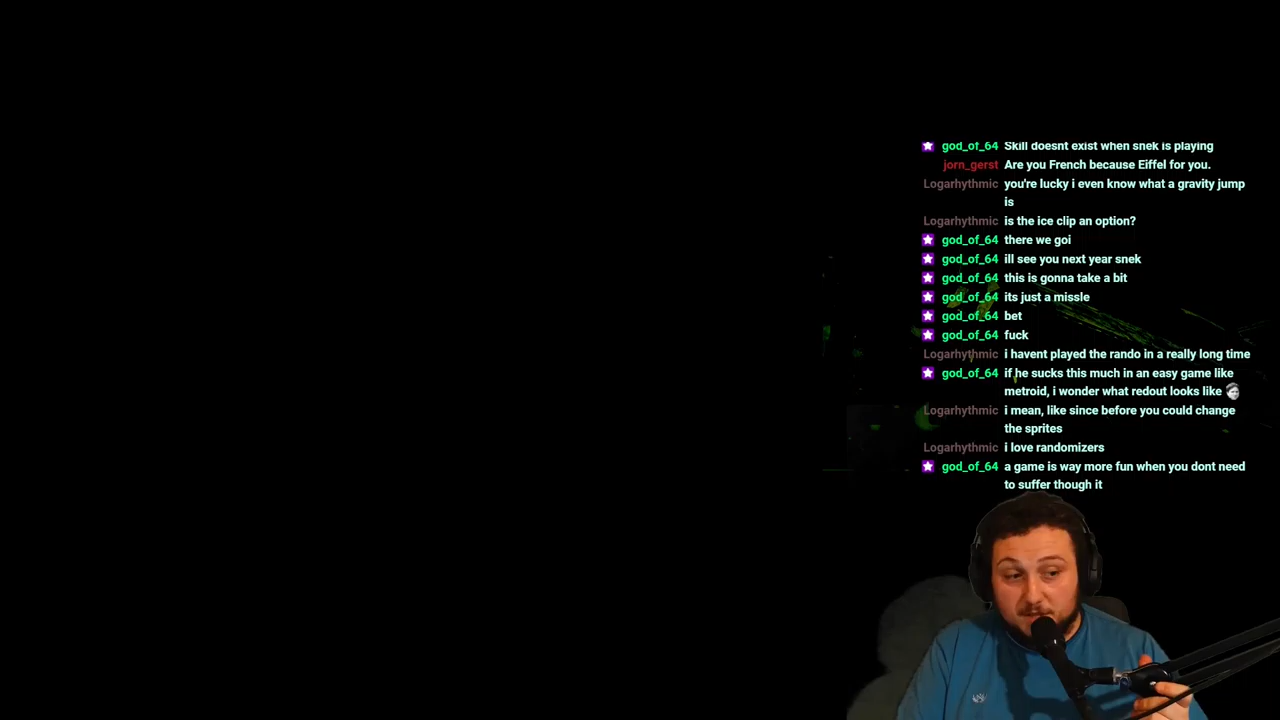 god_of_64 Skill doesnt exist when snek is playing
jorn_gerst Are you French because Eiffel for you.
Logarhythmic you're lucky i even know what a gravity jump
is
Logarhythmic is the ice clip an option?
god_of_64 there we goi
god_of_64 ill see you next year snek
god_of_64 this is gonna take a bit
god_of_64 its just a missle
god_of_64 bet
god_of_64 fuck
Logarhythmic i havent played the rando in a really long time
god_of_64 if he sucks this much in an easy game like
metroid, i wonder what redout looks like
Logarhythmic i mean, like since before you could change
the sprites
Logarhythmic i love randomizers
god_of_64 a game is way more fun when you dont need
to suffer though it